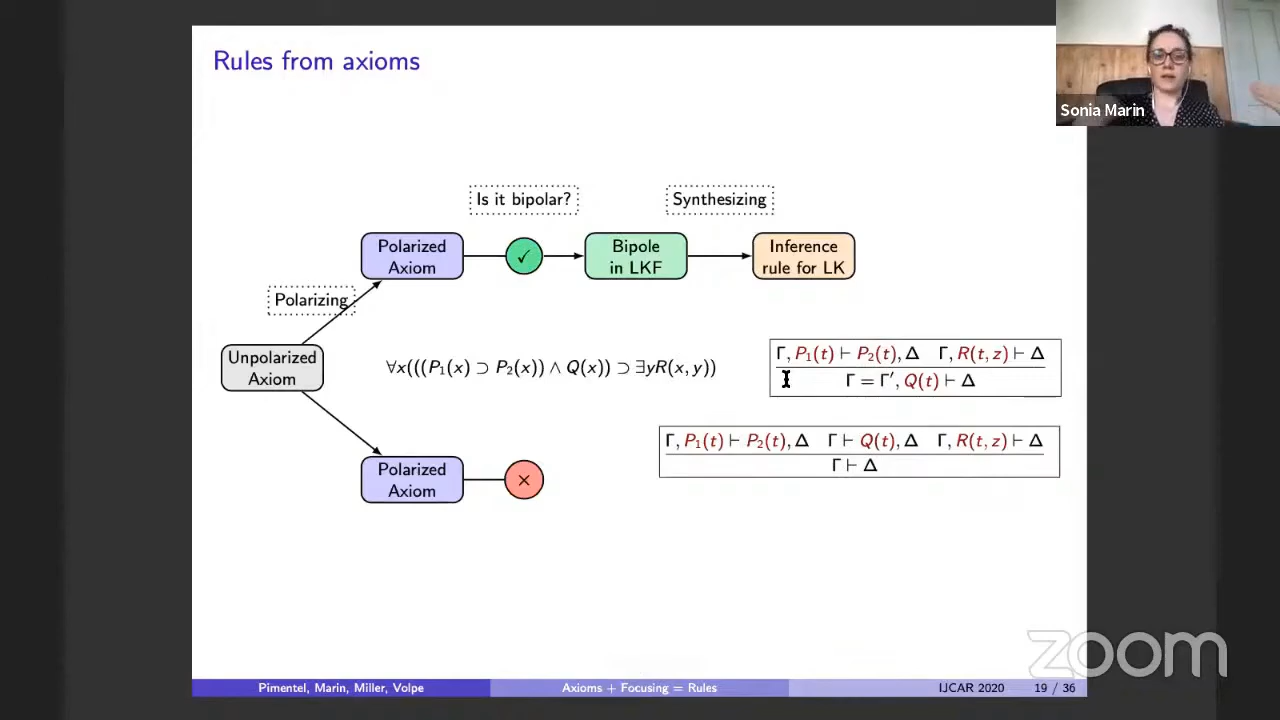 Rules from axioms
Sonia Marin
Is it bipolar?
Synthesizing
Polarized
Axiom
✓
Bipole
in LKF
Inference
rule for LK
Polarizing
Unpolarized
Axiom
∀x(((P₁(x) ⊃ P₂(x)) ∧ Q(x)) ⊃ ∃yR(x, y))
Γ, P₁(t) ⊢ P₂(t), Δ Γ, R(t, z) ⊢ Δ
Γ = Γ′, Q(t) ⊢ Δ
Γ, P₁(t) ⊢ P₂(t), Δ Γ ⊢ Q(t), Δ Γ, R(t, z) ⊢ Δ
Γ ⊢ Δ
Polarized
Axiom
×
zoom
Pimentel, Marin, Miller, Volpe
Axioms + Focusing = Rules
IJCAR 2020 19 / 36